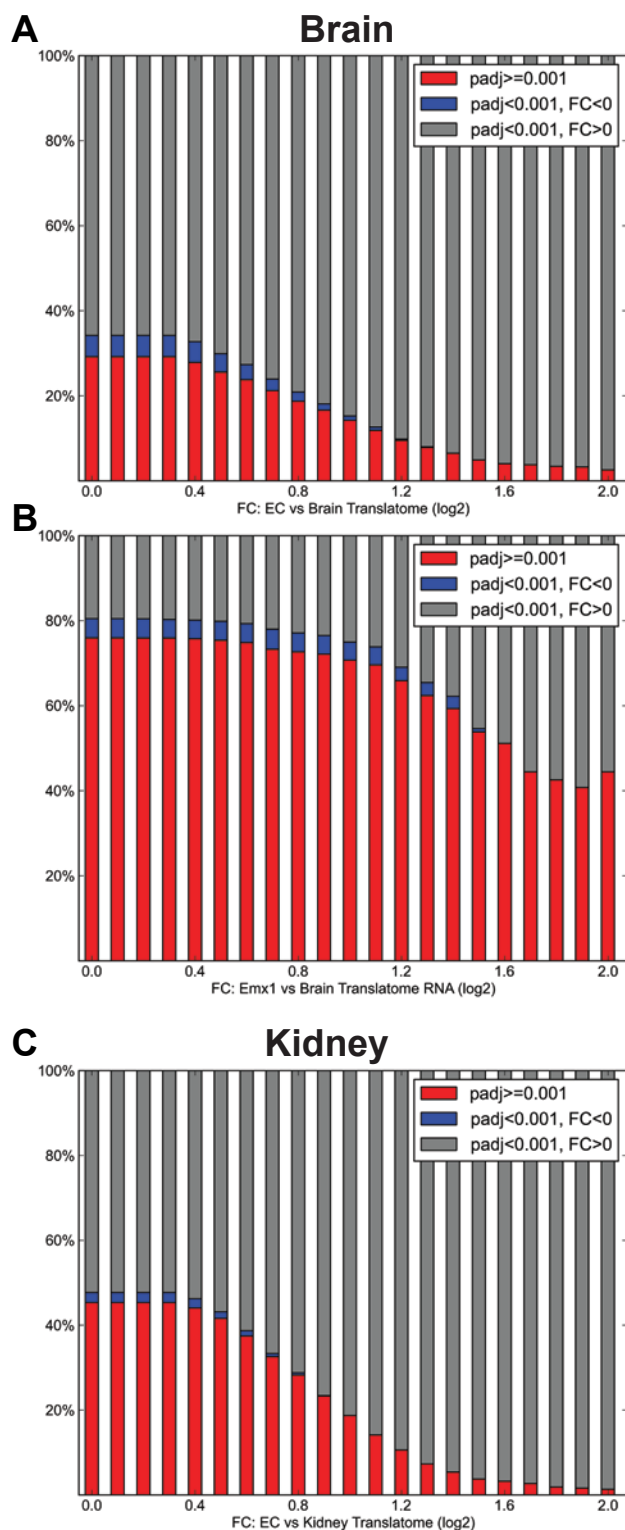 A
Brain
100%
80%
60%
40%
20%
padj>=0.001
padj<0.001, FC<0
padj<0.001, FC>0
0.0 0.4 0.8 1.2 1.6 2.0
FC: EC vs Brain Translatome (log2)
B
100%
80%
60%
40%
20%
padj>=0.001
padj<0.001, FC<0
padj<0.001, FC>0
0.0 0.4 0.8 1.2 1.6 2.0
FC: Emx1 vs Brain Translatome RNA (log2)
C
Kidney
100%
80%
60%
40%
20%
padj>=0.001
padj<0.001, FC<0
padj<0.001, FC>0
0.0 0.4 0.8 1.2 1.6 2.0
FC: EC vs Kidney Translatome (log2)